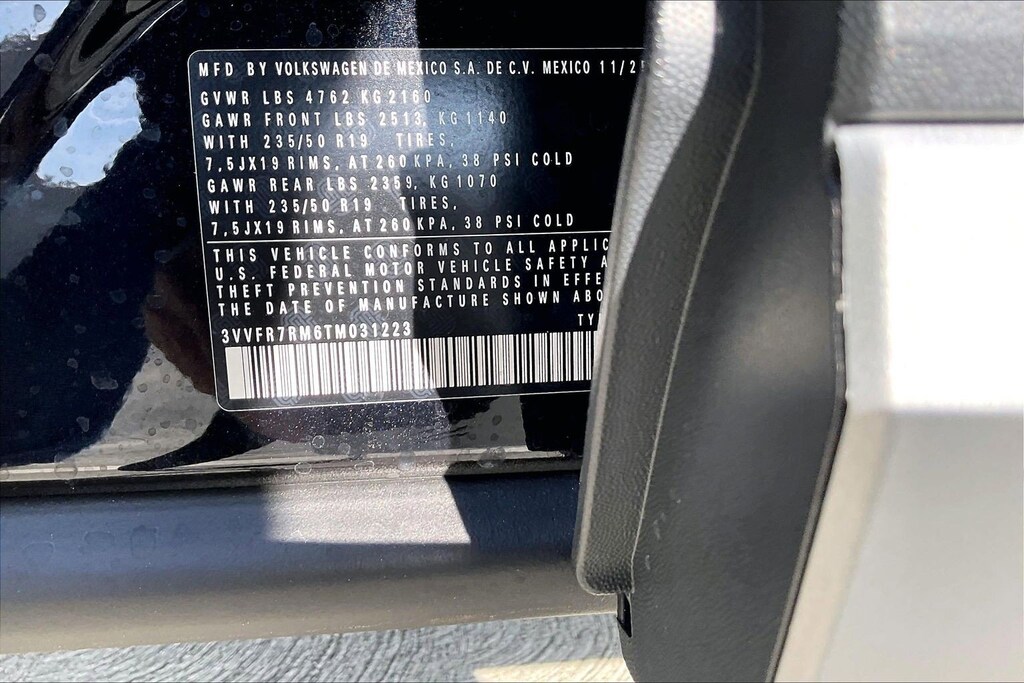 MFD BY VOLKSWAGEN DE MEXICO S.A. DE C.V. MEXICO 11/2
GVWR LBS 4762 KG 2160
GAWR FRONT LBS 2513, KG 1140
WITH 235/50 R19 TIRES,
7,5JX19 RIMS, AT 260 KPA, 38 PSI COLD
GAWR REAR LBS 2359, KG 1070
WITH 235/50 R19 TIRES,
7,5JX19 RIMS, AT 260 KPA, 38 PSI COLD
THIS VEHICLE CONFORMS TO ALL APPLIC
U.S. FEDERAL MOTOR VEHICLE SAFETY A
THEFT PREVENTION STANDARDS IN EFFE
THE DATE OF MANUFACTURE SHOWN ABO
TY
3VVFR7RM6TM031223